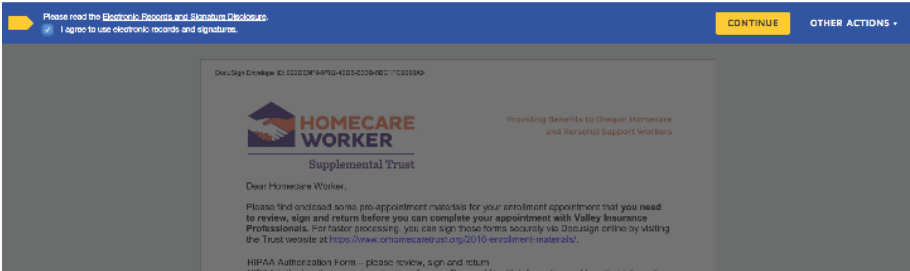 Please read the Electronic Records and Signature Disclosure.
I agree to use electronic records and signatures.
CONTINUE
OTHER ACTIONS
DocuSign Envelope ID:
HOMECARE
WORKER
Supplemental Trust
Providing Benefits to Oregon Homecare
and Personal Support Workers
Dear Homecare Worker,
Please find enclosed some pre-appointment materials for your enrollment appointment that you need
to review, sign and return before you can complete your appointment with Valley Insurance
Professionals. For faster processing, you can sign these forms securely via Docusign online by visiting
the Trust website at https://www.orhomecaretrust.org/2016-enrollment-materials/.
HIPAA Authorization Form – please review, sign and return